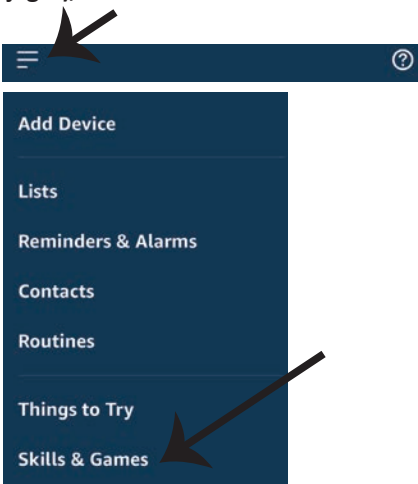 ?
Add Device
Lists
Reminders & Alarms
Contacts
Routines
Things to Try
Skills & Games